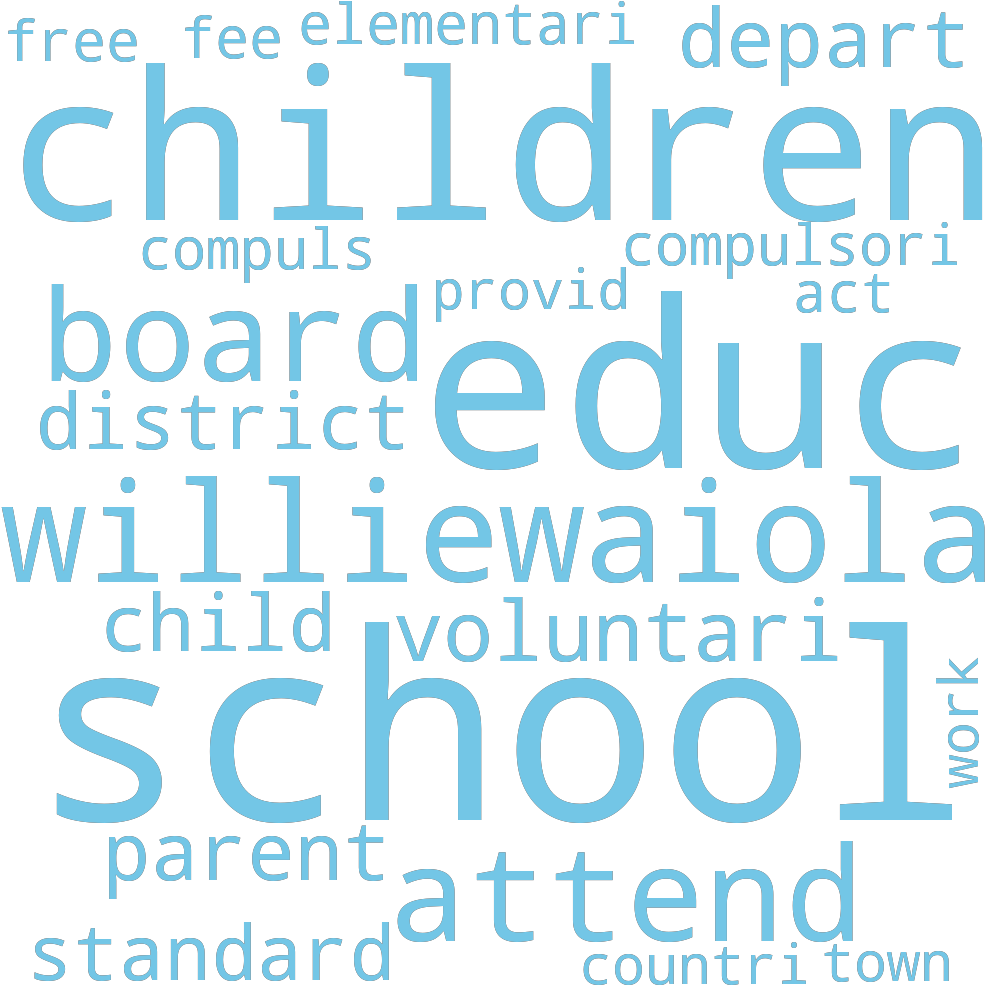 free fee elementari depart
children
compuls compulsori
provid act
board educ
district
williewaiola
child voluntari
school work
parent attend
standard countri town